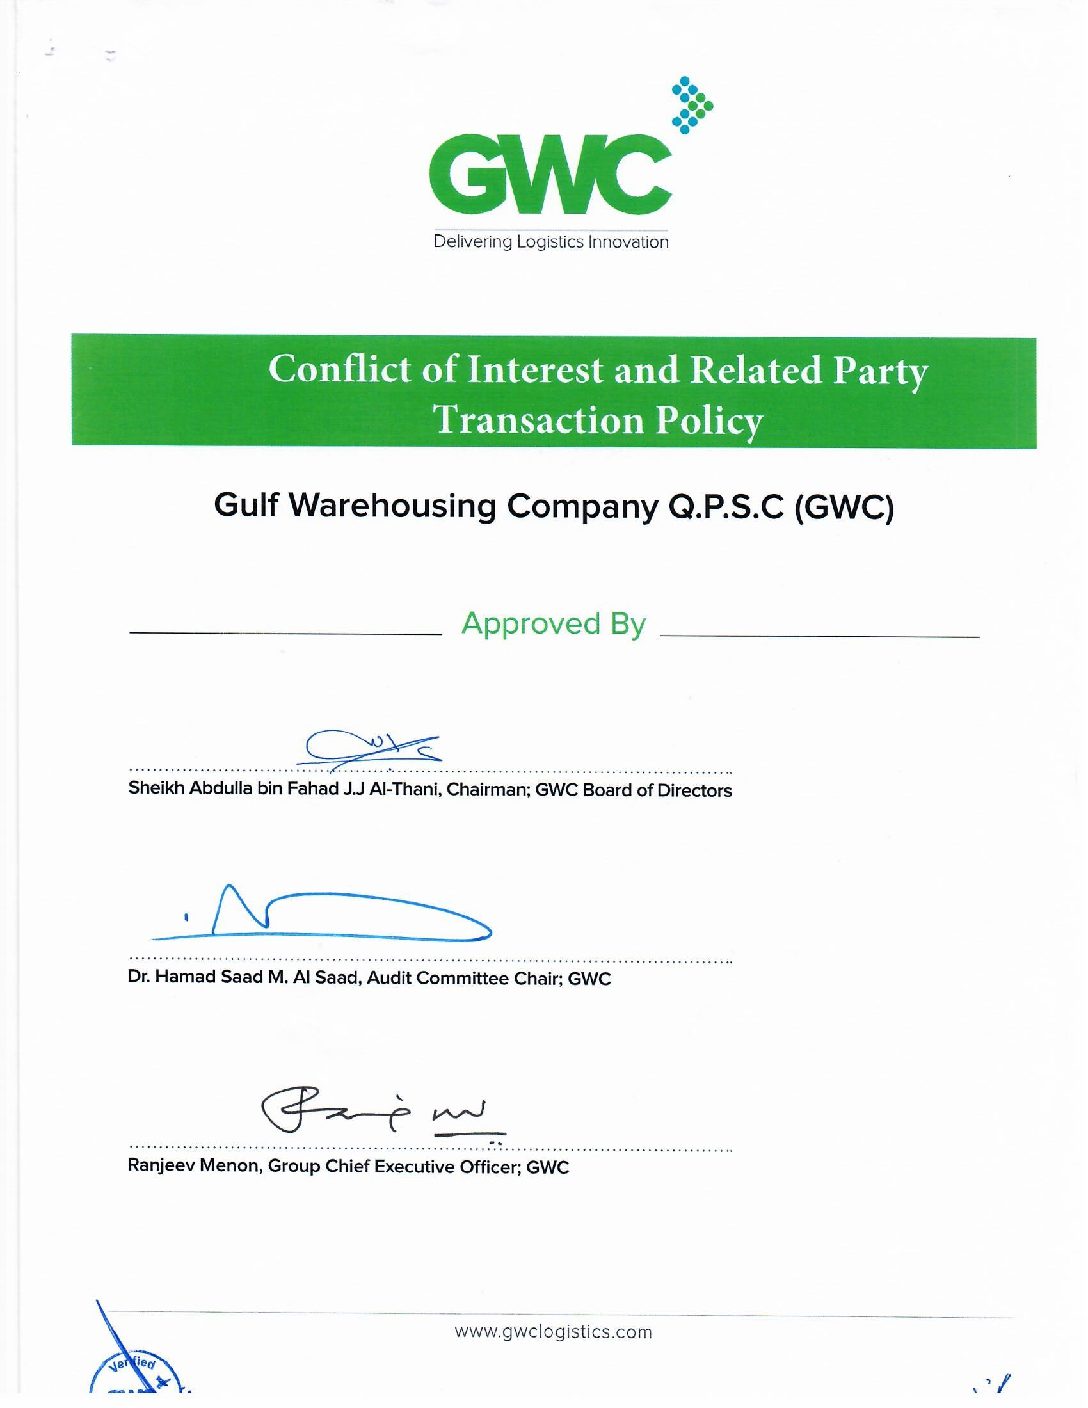 GWC
Delivering Logistics Innovation
Conflict of Interest and Related Party
Transaction Policy
Gulf Warehousing Company Q.P.S.C (GWC)
Approved By
Sheikh Abdulla bin Fahad J.J Al-Thani, Chairman; GWC Board of Directors
Dr. Hamad Saad M. Al Saad, Audit Committee Chair; GWC
Ranjeev Menon, Group Chief Executive Officer; GWC
www.gwclogistics.com
Verified